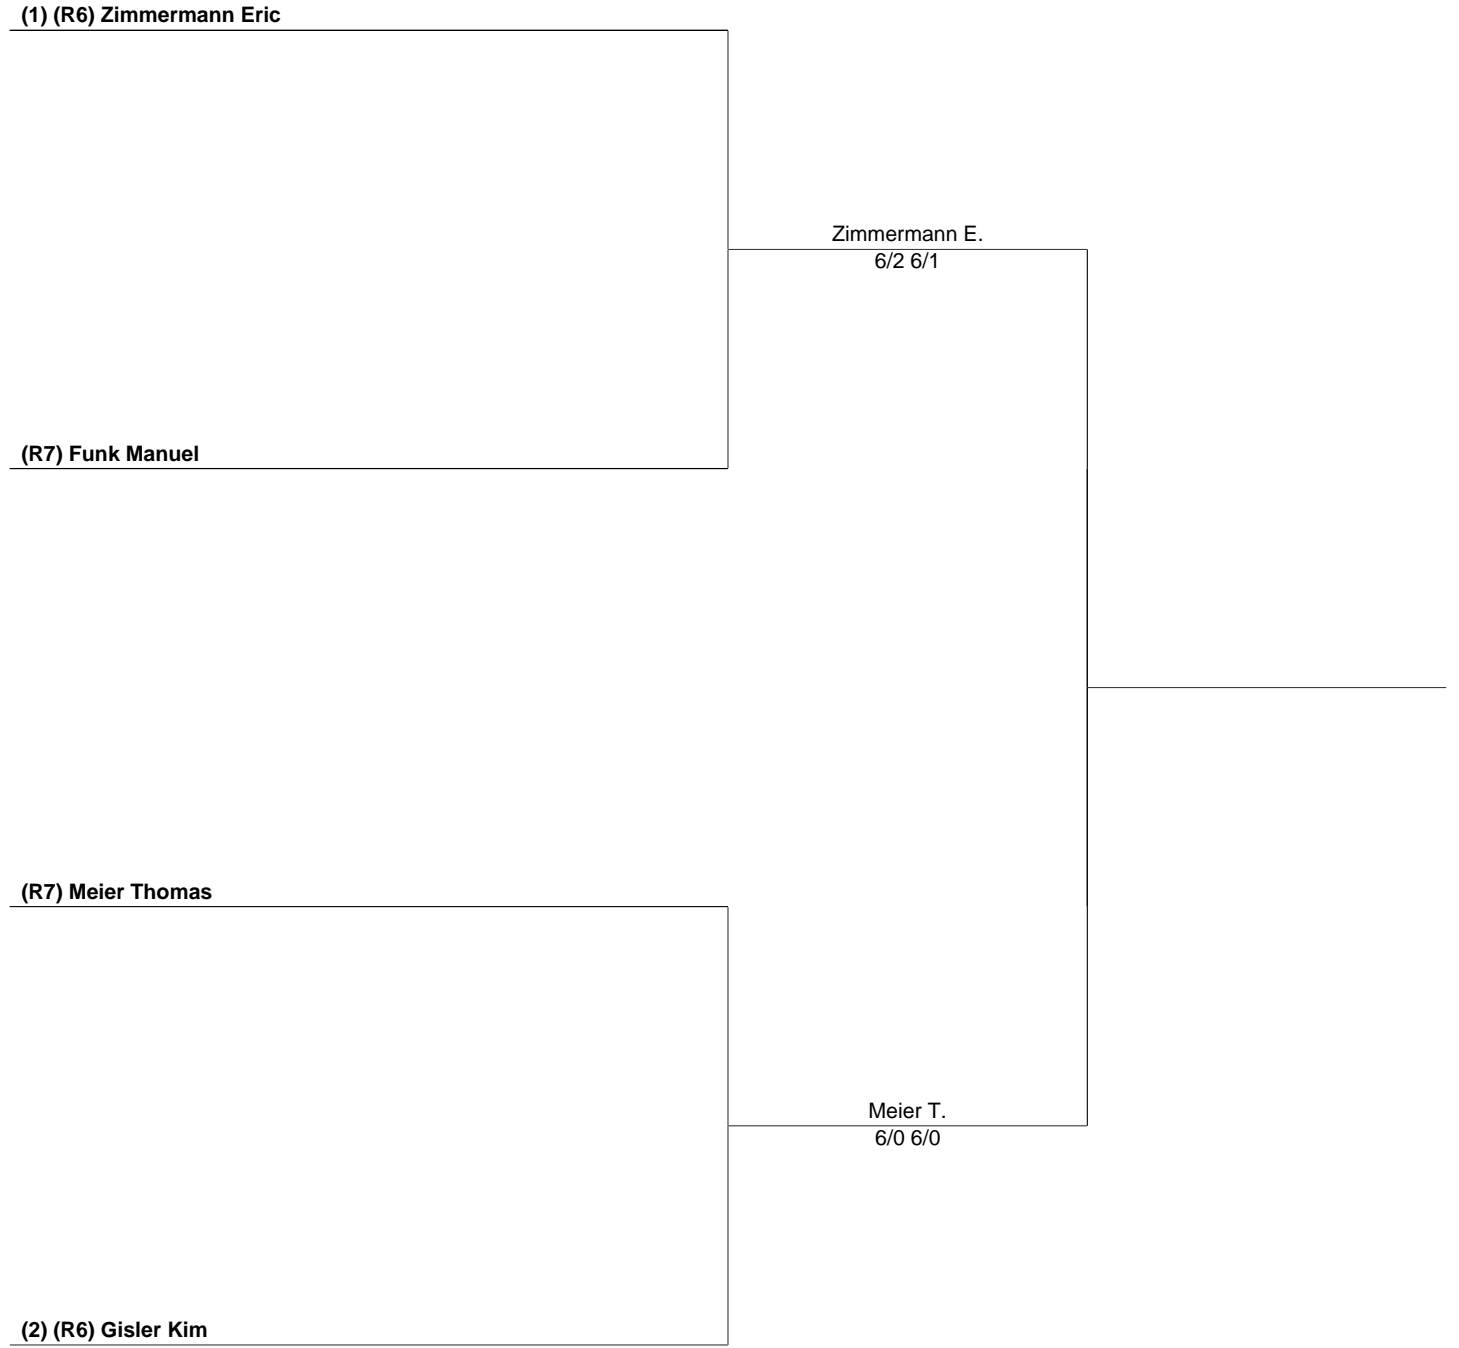 (1) (R6) Zimmermann Eric
Zimmermann E.
6/2 6/1
(R7) Funk Manuel
(R7) Meier Thomas
Meier T.
6/0 6/0
(2) (R6) Gisler Kim